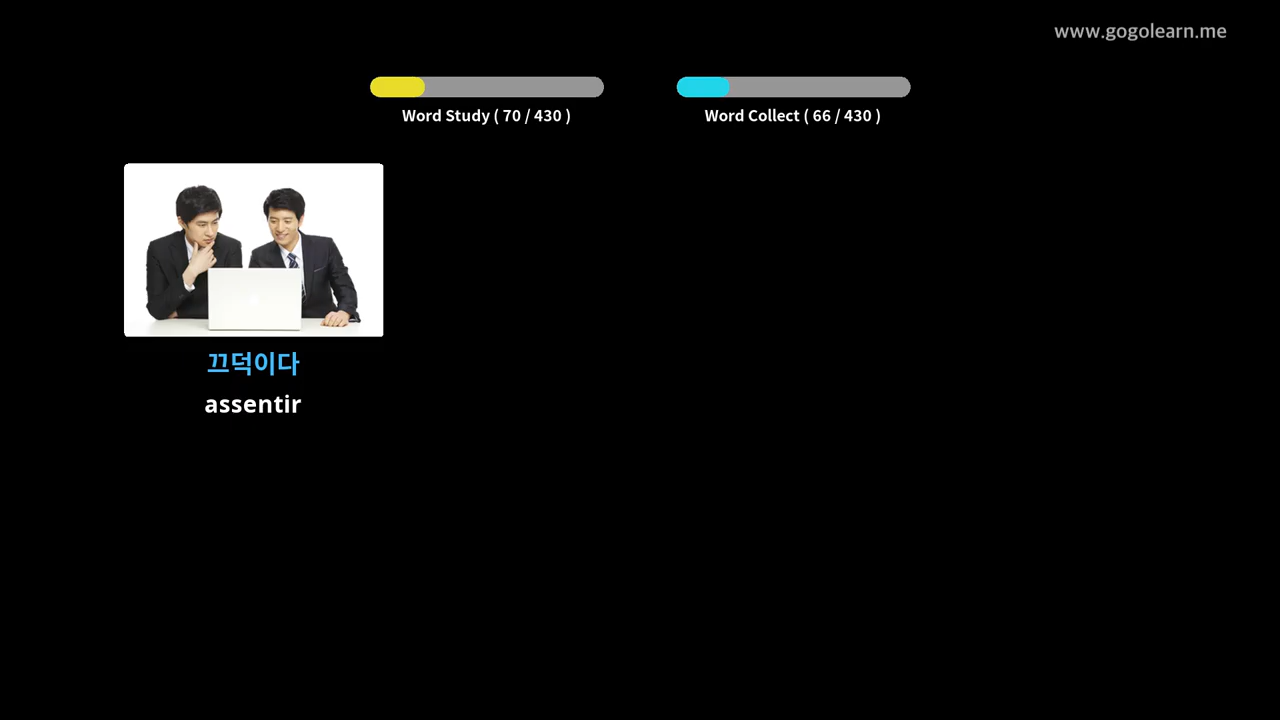 www.gogolearn.me
Word Study ( 70 / 430 )
Word Collect ( 66 / 430 )
끄덕이다
assentir